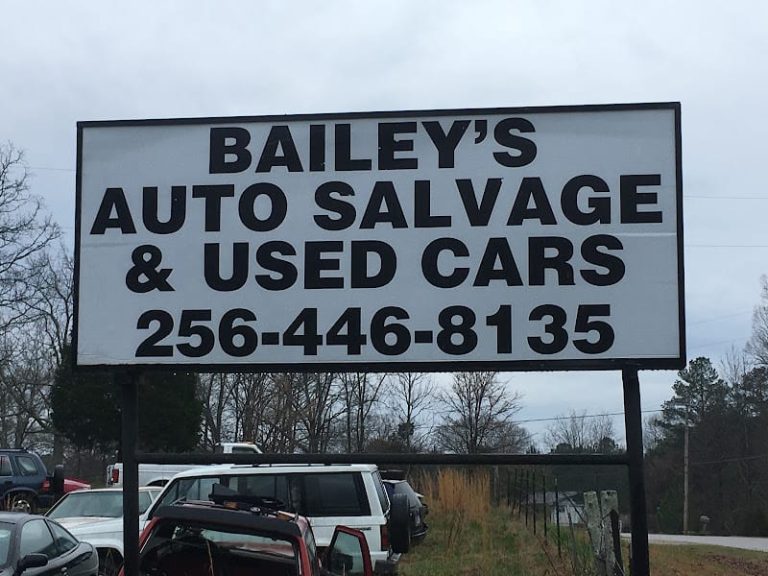 BAILEY'S
AUTO SALVAGE
& USED CARS
256-446-8135